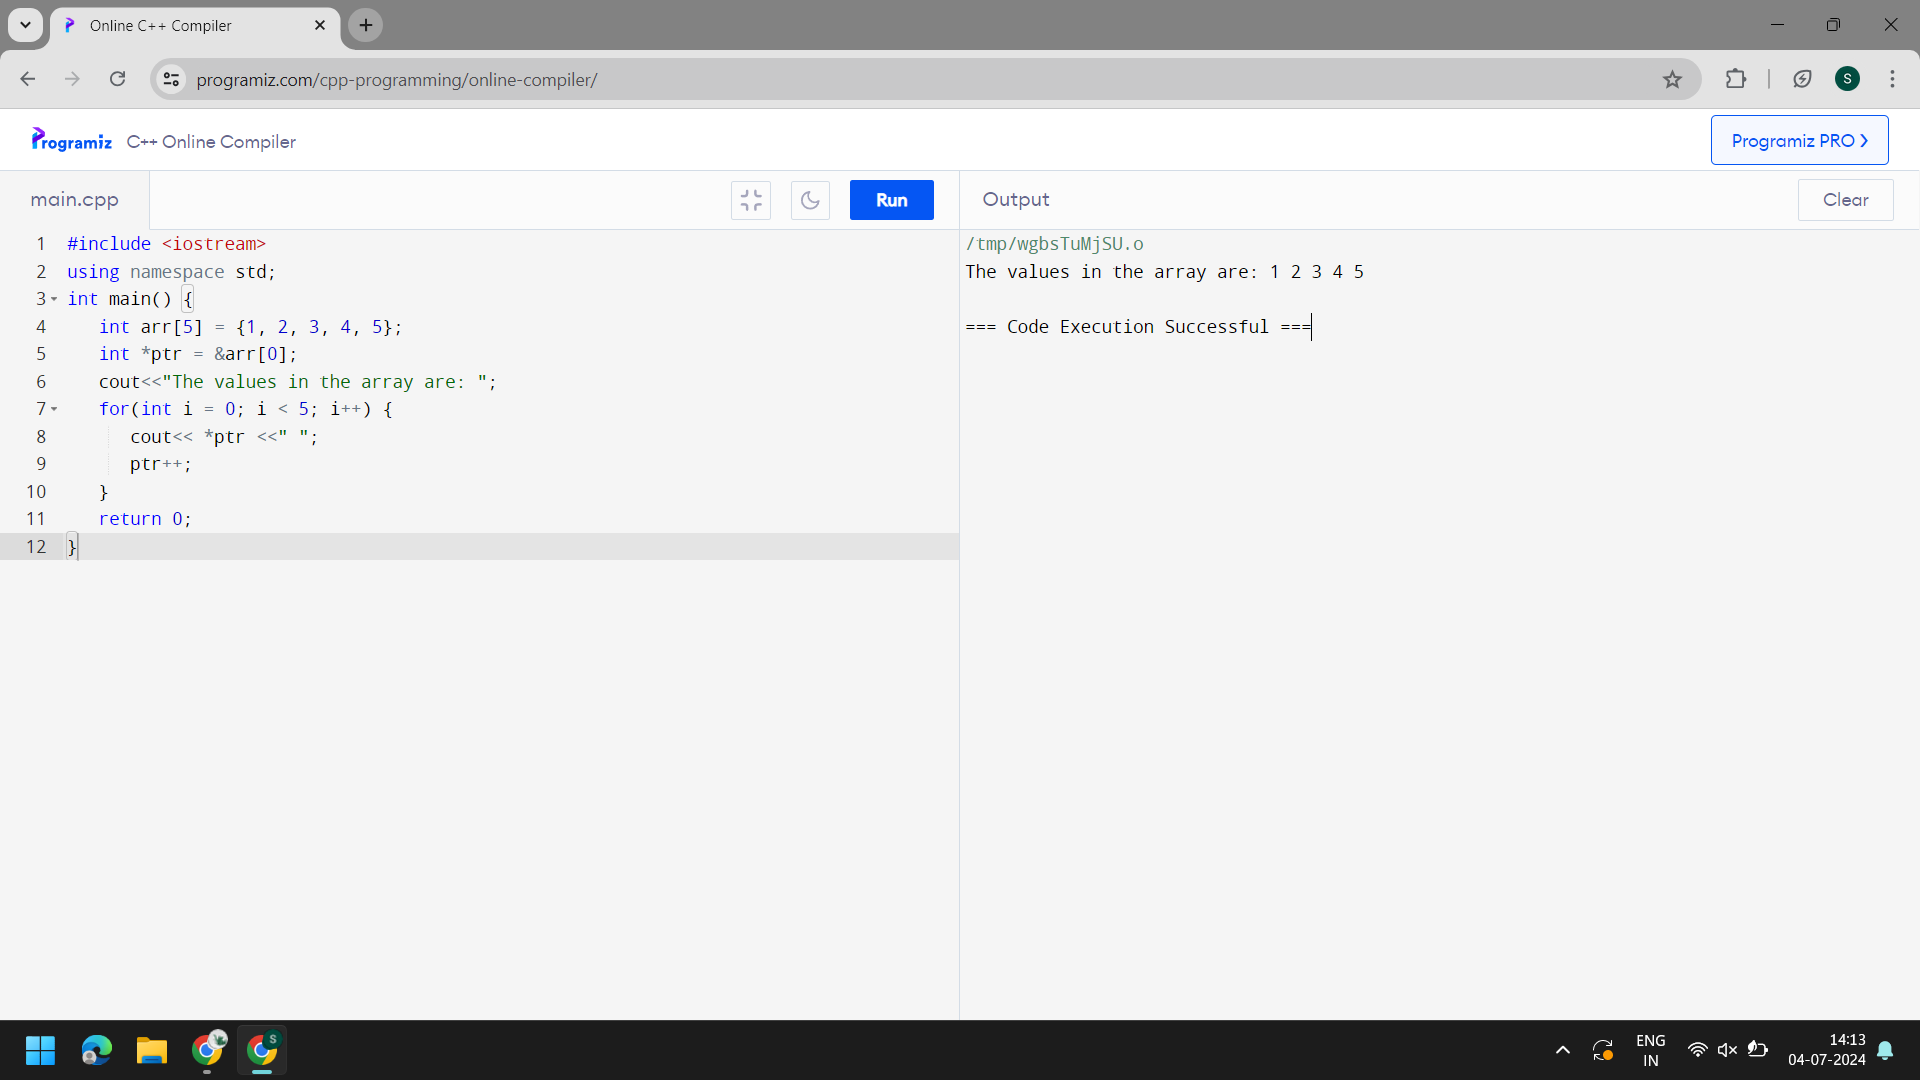 Online C++ Compiler
programiz.com/cpp-programming/online-compiler/
S
Programiz C++ Online Compiler
Programiz PRO
main.cpp
Run
Output
Clear
1 #include <iostream>
2 using namespace std;
3 int main() {
4 int arr[5] = {1, 2, 3, 4, 5};
5 int *ptr = &arr[0];
6 cout<<"The values in the array are: ";
7 for(int i = 0; i < 5; i++) {
8 cout<< *ptr <<" ";
9 ptr++;
10 }
11 return 0;
12 }
/tmp/wgbsTuMjSU.o
The values in the array are: 1 2 3 4 5
=== Code Execution Successful ===
S
ENG
IN
14:13
04-07-2024